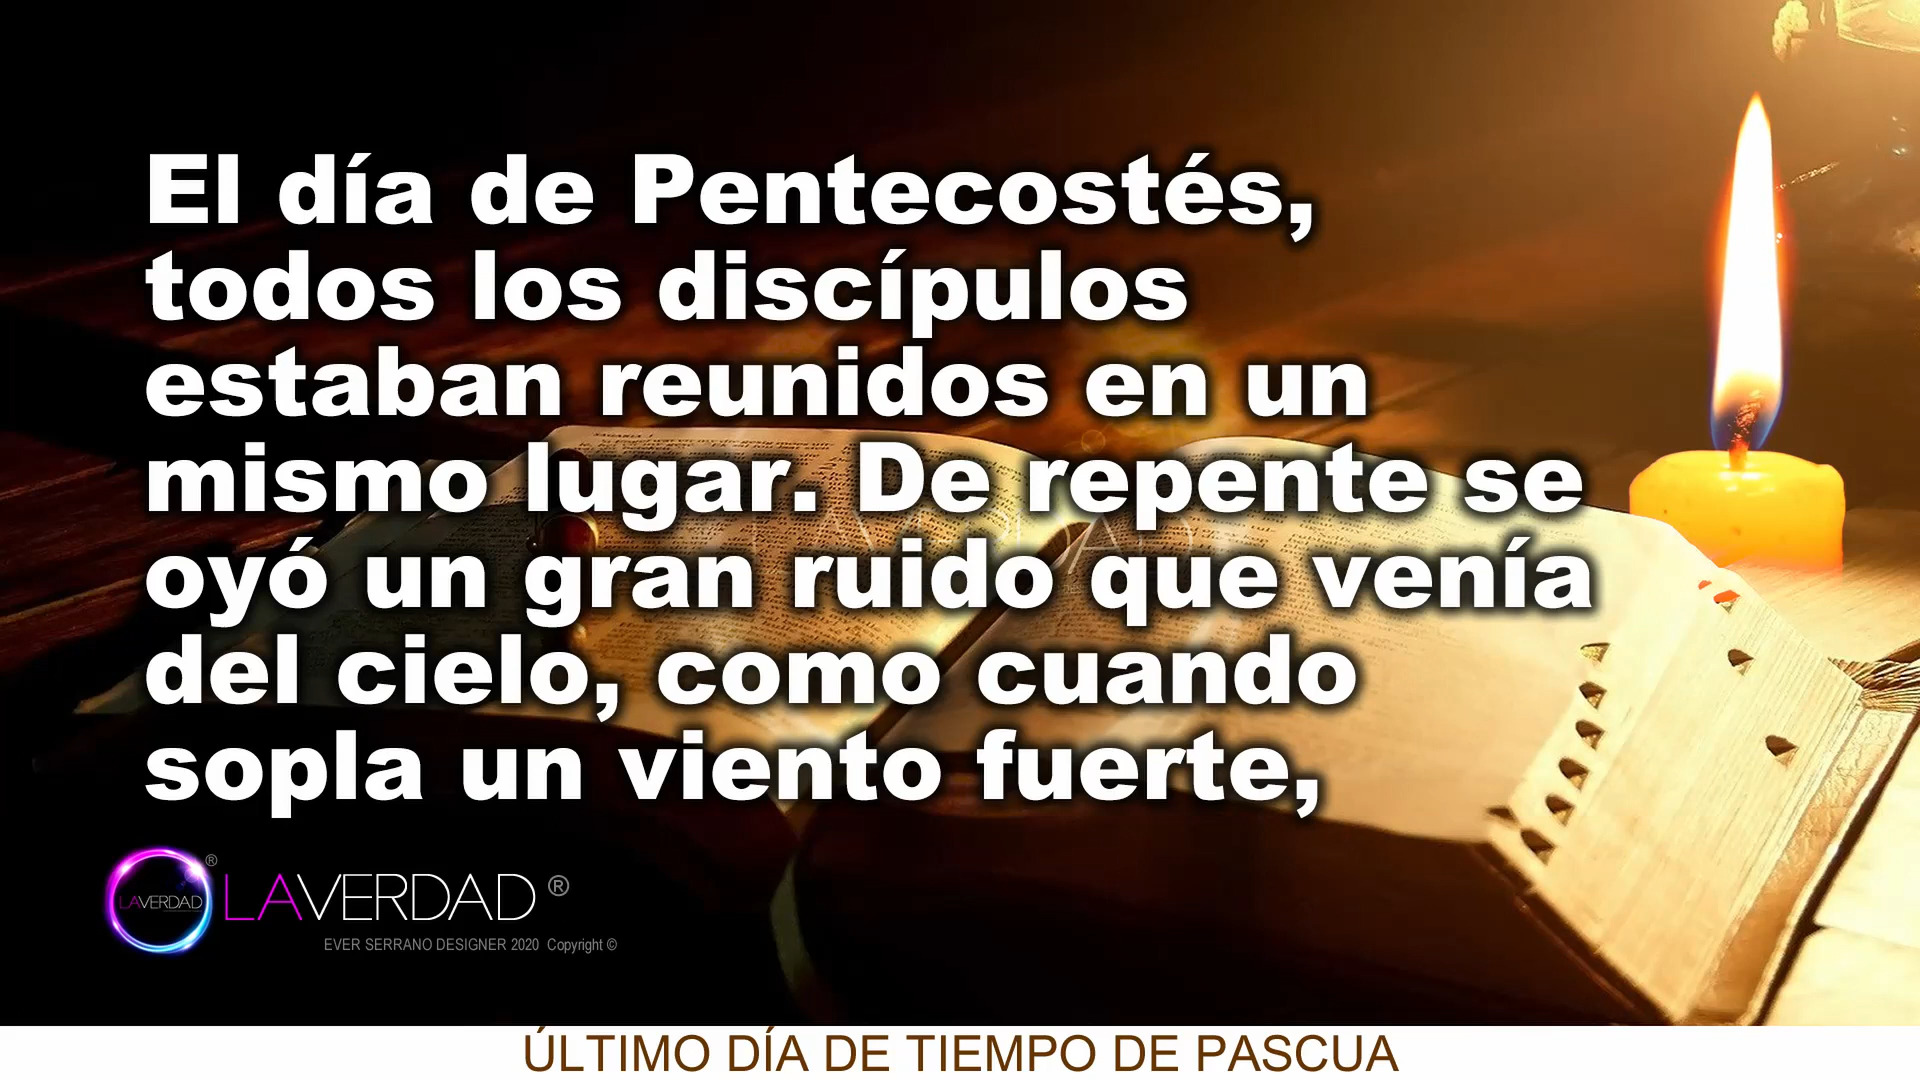 El día de Pentecostés,
todos los discípulos
estaban reunidos en un
mismo lugar. De repente se
oyó un gran ruido que venía
del cielo, como cuando
sopla un viento fuerte,
LAVERDAD ®
LAVERDAD ®
EVER SERRANO DESIGNER 2020 Copyright ©
ÚLTIMO DÍA DE TIEMPO DE PASCUA